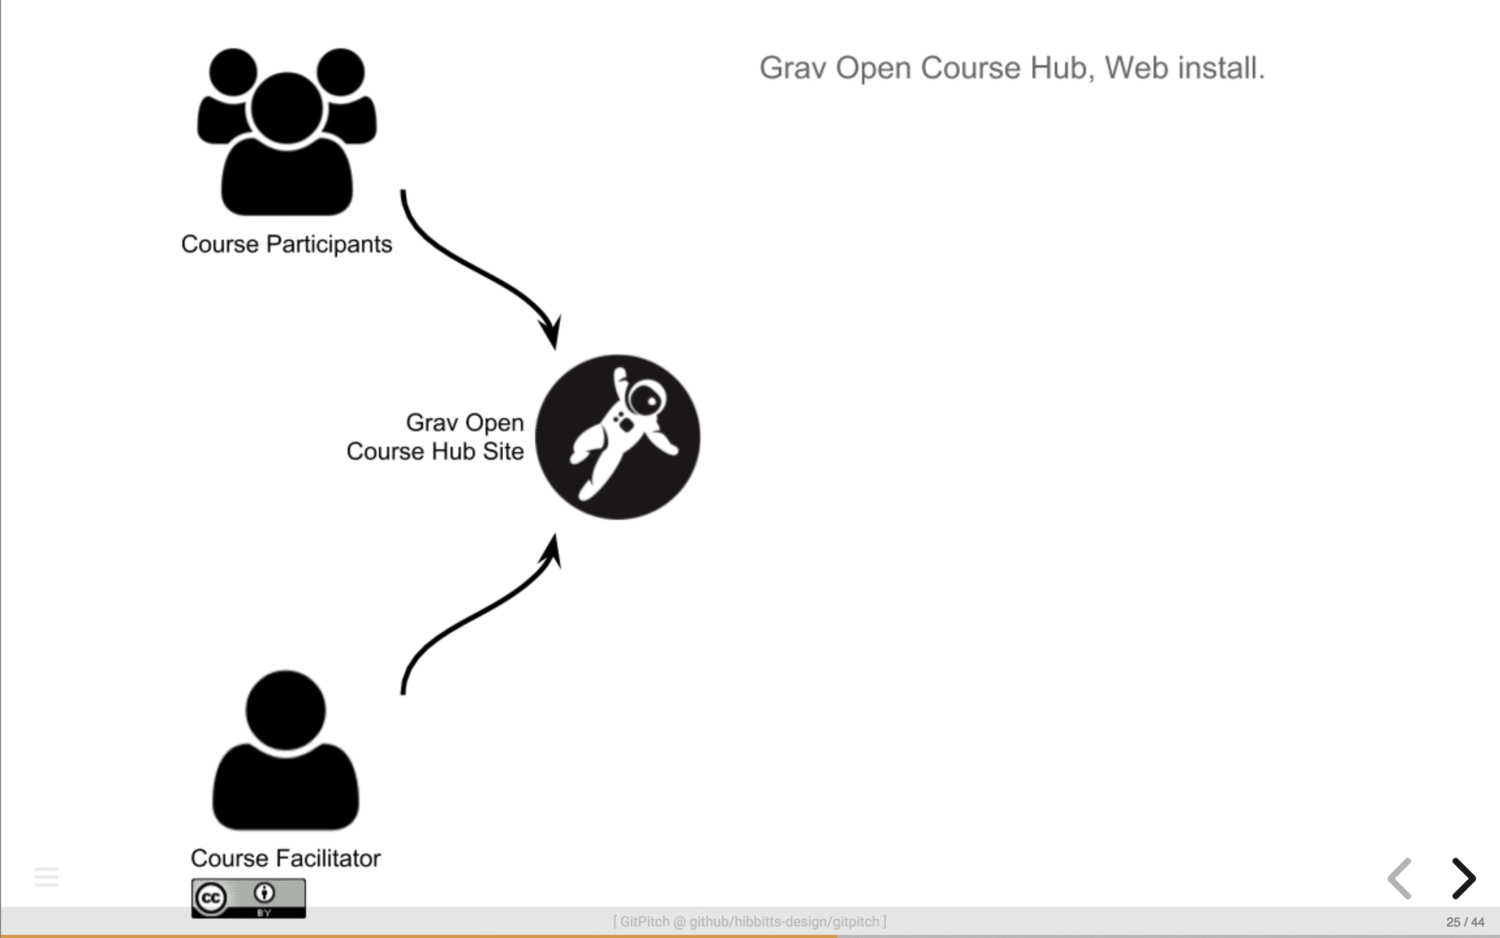 Grav Open Course Hub, Web install.
Course Participants
Grav Open
Course Hub Site
Course Facilitator
cc
BY
[ GitPitch @ github/hibbitts-design/gitpitch ]
25 / 44